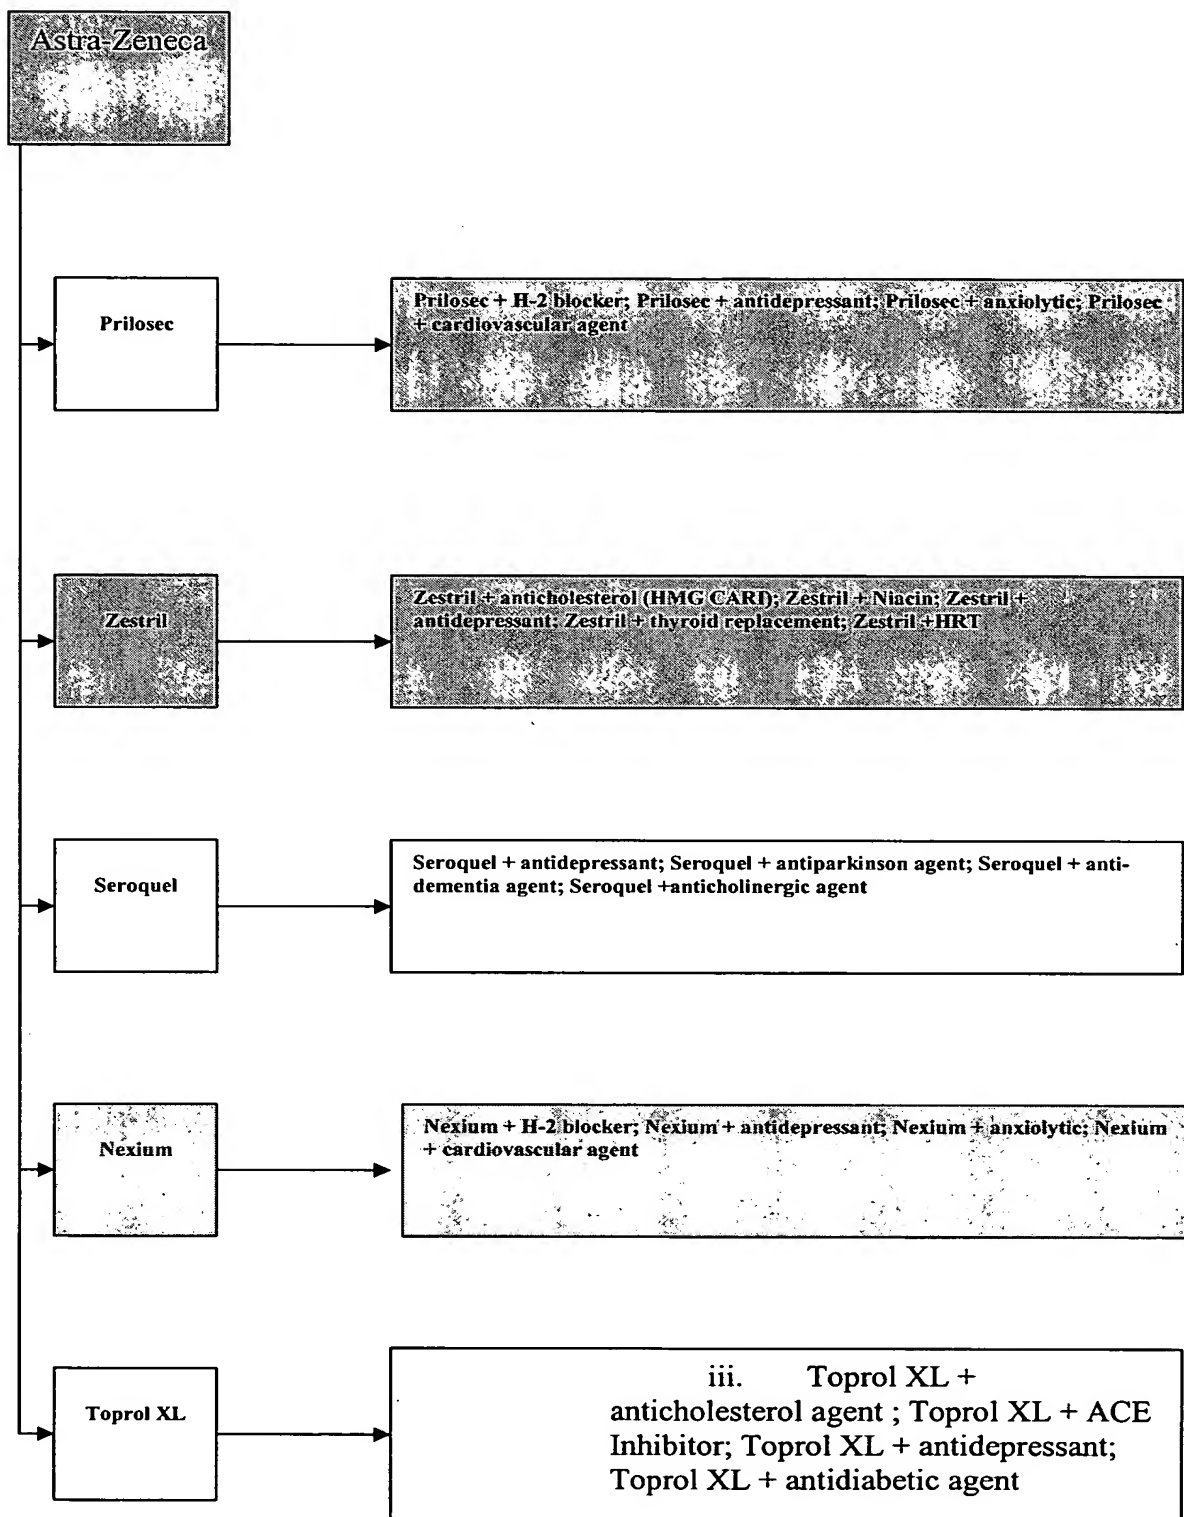 Astra-Zeneca
Prilosec
Prilosec + H-2 blocker; Prilosec + antidepressant; Prilosec + anxiolytic; Prilosec
+ cardiovascular agent
Zestril
Zestril + anticholesterol (HMG CARI); Zestril + Niacin; Zestril +
antidepressant; Zestril + thyroid replacement; Zestril +HRT
Seroquel
Seroquel + antidepressant; Seroquel + antiparkinson agent; Seroquel + anti-
dementia agent; Seroquel +anticholinergic agent
Nexium
Nexium + H-2 blocker; Nexium + antidepressant; Nexium + anxiolytic; Nexium
+ cardiovascular agent
Toprol XL
iii. Toprol XL +
anticholesterol agent ; Toprol XL + ACE
Inhibitor; Toprol XL + antidepressant;
Toprol XL + antidiabetic agent